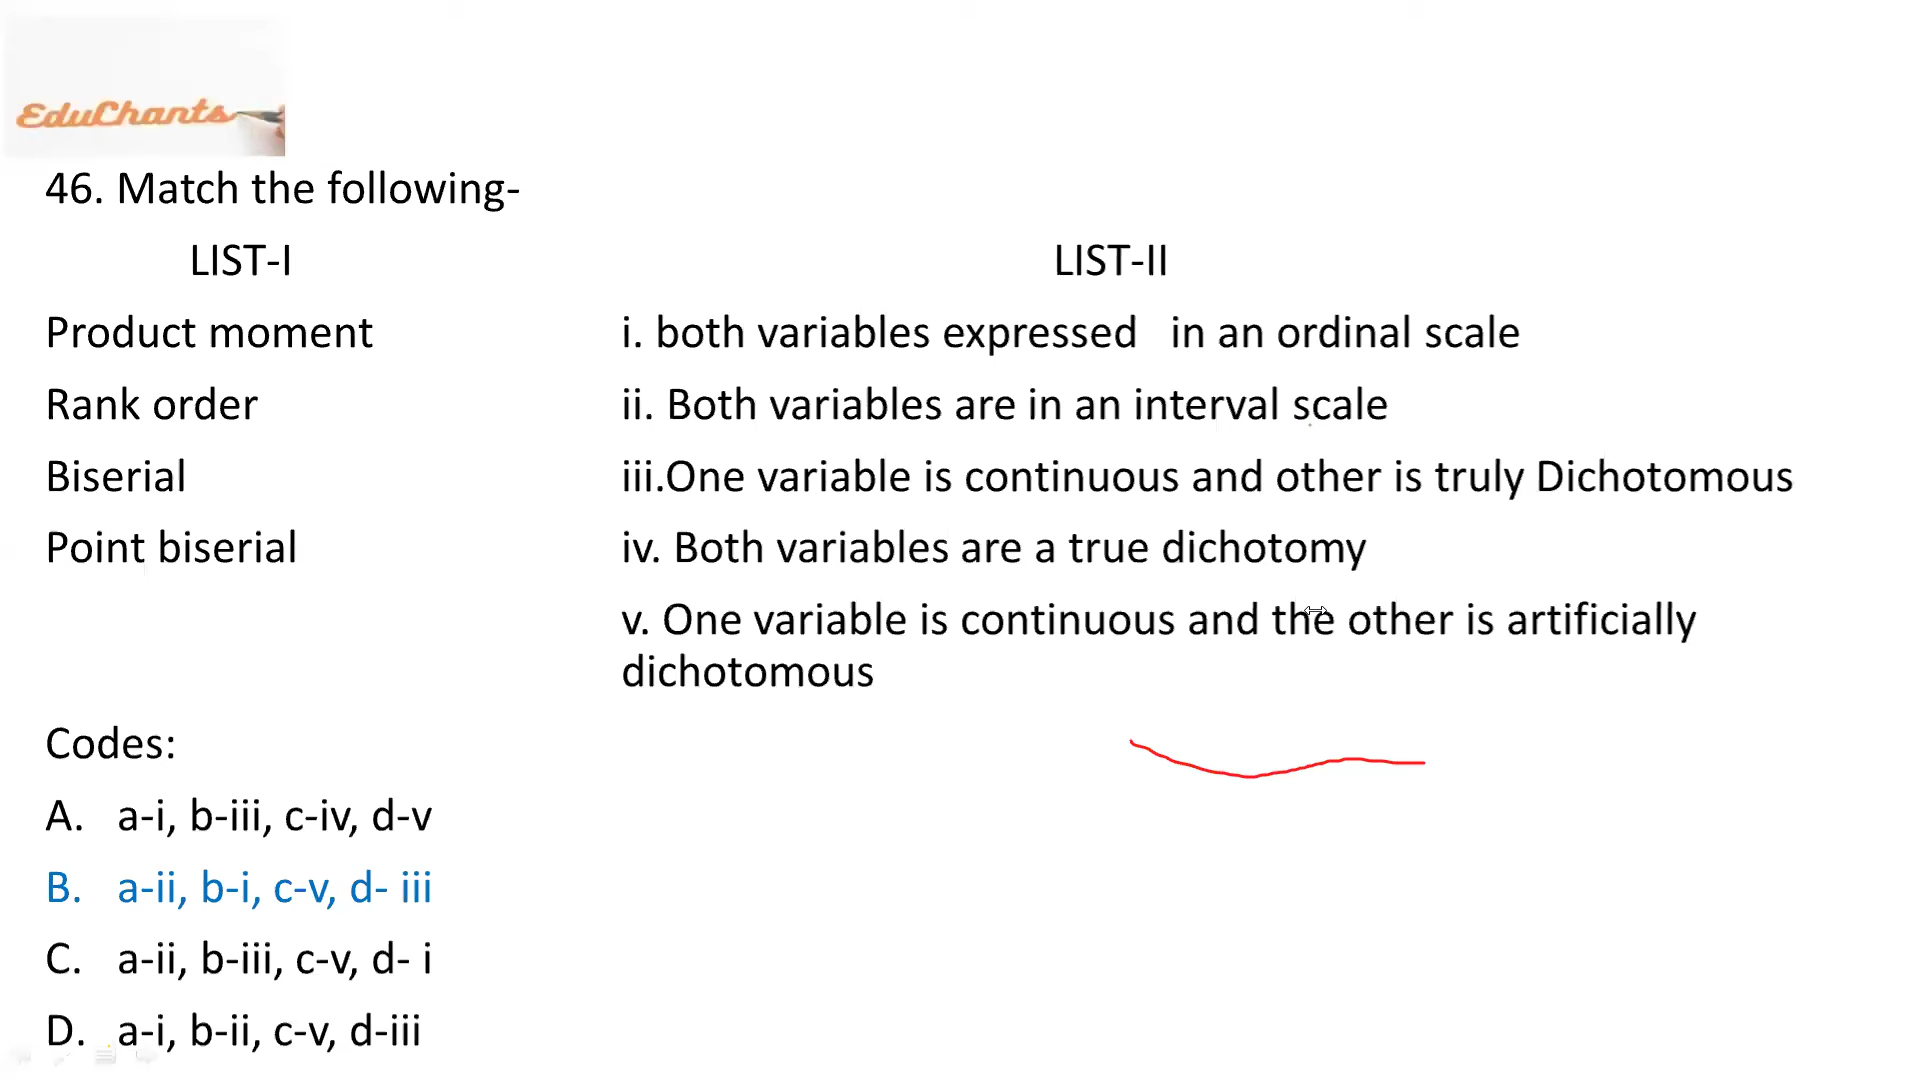 EduChants
46. Match the following-
LIST-I LIST-II
Product moment i. both variables expressed in an ordinal scale
Rank order ii. Both variables are in an interval scale
Biserial iii.One variable is continuous and other is truly Dichotomous
Point biserial iv. Both variables are a true dichotomy
v. One variable is continuous and the other is artificially
dichotomous
Codes:
A. a-i, b-iii, c-iv, d-v
B. a-ii, b-i, c-v, d- iii
C. a-ii, b-iii, c-v, d- i
D. a-i, b-ii, c-v, d-iii